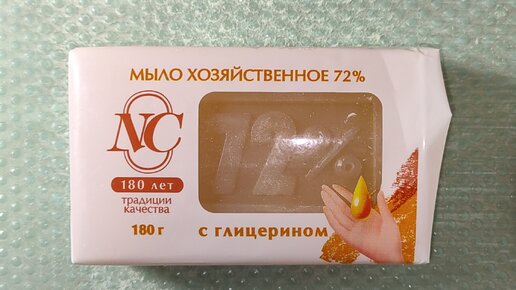 МЫЛО ХОЗЯЙСТВЕННОЕ 72%
NC
180 лет
традиции
качества
180 г
72%
с глицерином